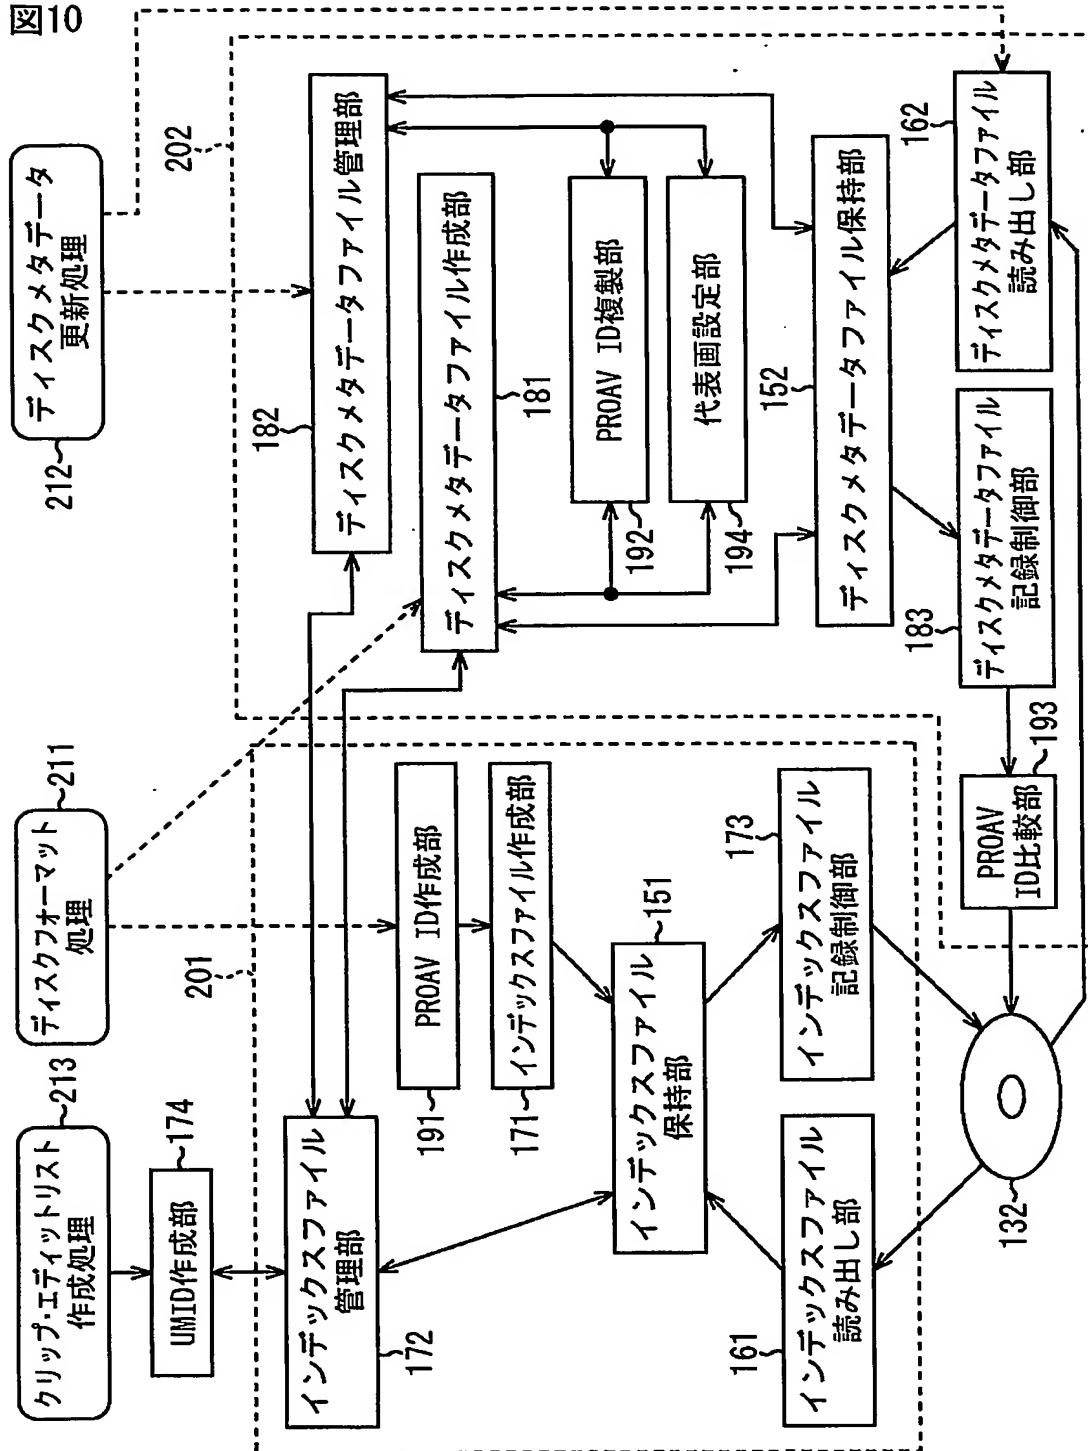 図10
クリップ・エディットリスト
作成処理
213
ディスクフォーマット
処理
211
ディスクメタデータ
更新処理
212
UMID作成部
174
201
202
インデックスファイル
管理部
172
PROAV ID作成部
191
インデックスファイル作成部
171
インデックスファイル
保持部
151
インデックスファイル
読み出し部
161
インデックスファイル
記録制御部
173
132
ディスクメタデータファイル管理部
182
ディスクメタデータファイル作成部
181
PROAV ID複製部
192
代表画設定部
194
ディスクメタデータファイル保持部
152
ディスクメタデータファイル
記録制御部
183
ディスクメタデータファイル
読み出し部
162
PROAV
ID比較部
193